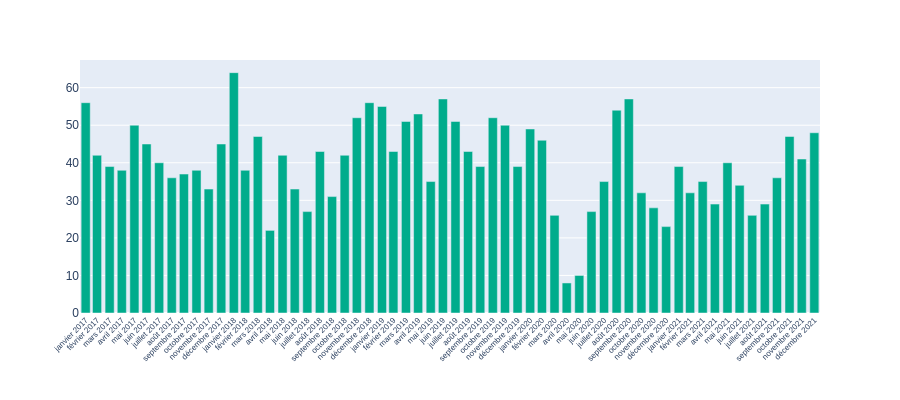 60
50
40
30
20
10
0
janvier 2017
février 2017
mars 2017
avril 2017
mai 2017
juin 2017
juillet 2017
août 2017
septembre 2017
octobre 2017
novembre 2017
décembre 2017
janvier 2018
février 2018
mars 2018
avril 2018
mai 2018
juin 2018
juillet 2018
août 2018
septembre 2018
octobre 2018
novembre 2018
décembre 2018
janvier 2019
février 2019
mars 2019
avril 2019
mai 2019
juin 2019
juillet 2019
août 2019
septembre 2019
octobre 2019
novembre 2019
décembre 2019
janvier 2020
février 2020
mars 2020
avril 2020
mai 2020
juin 2020
juillet 2020
août 2020
septembre 2020
octobre 2020
novembre 2020
décembre 2020
janvier 2021
février 2021
mars 2021
avril 2021
mai 2021
juin 2021
juillet 2021
août 2021
septembre 2021
octobre 2021
novembre 2021
décembre 2021